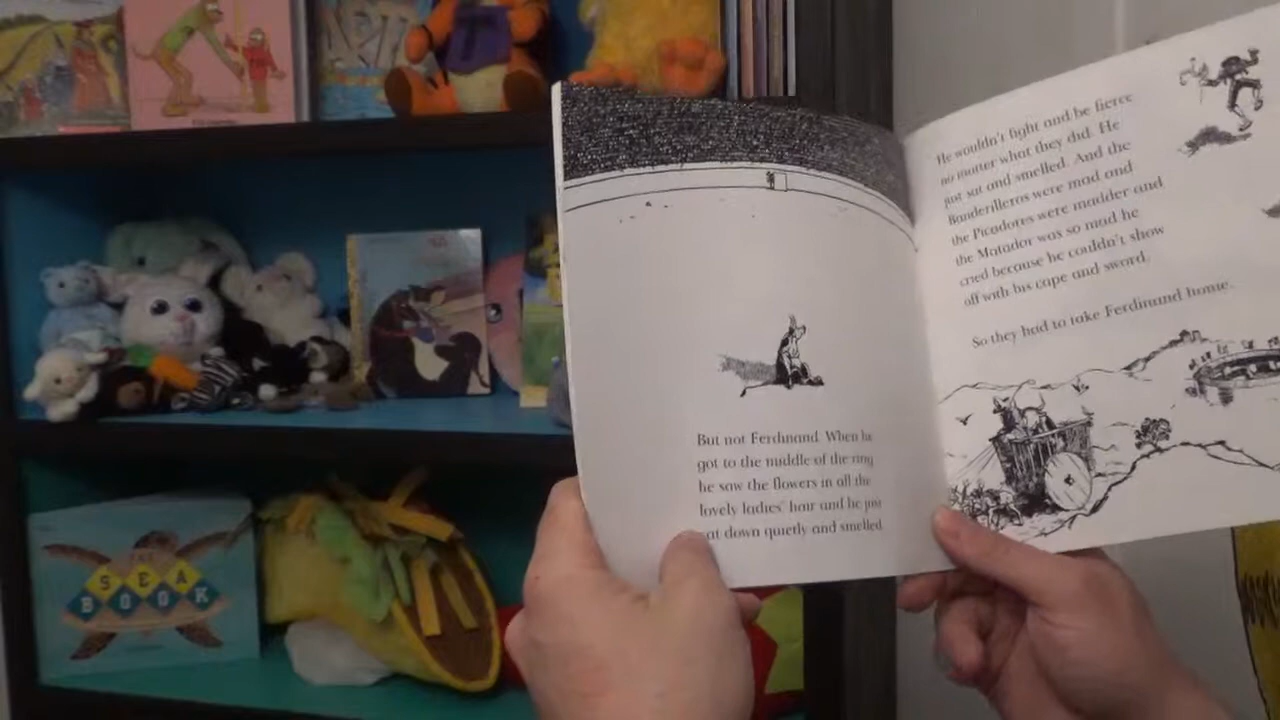 But not Ferdinand. When he
got to the middle of the ring
he saw the flowers in all the
lovely ladies' hair and he just
sat down quietly and smelled.
He wouldn't fight and be fierce
no matter what they did. He
just sat and smelled. And the
Banderilleros were mad and
the Picadores were madder and
the Matador was so mad he
cried because he couldn't show
off with his cape and sword.
So they had to take Ferdinand home.
SEA
BOOK